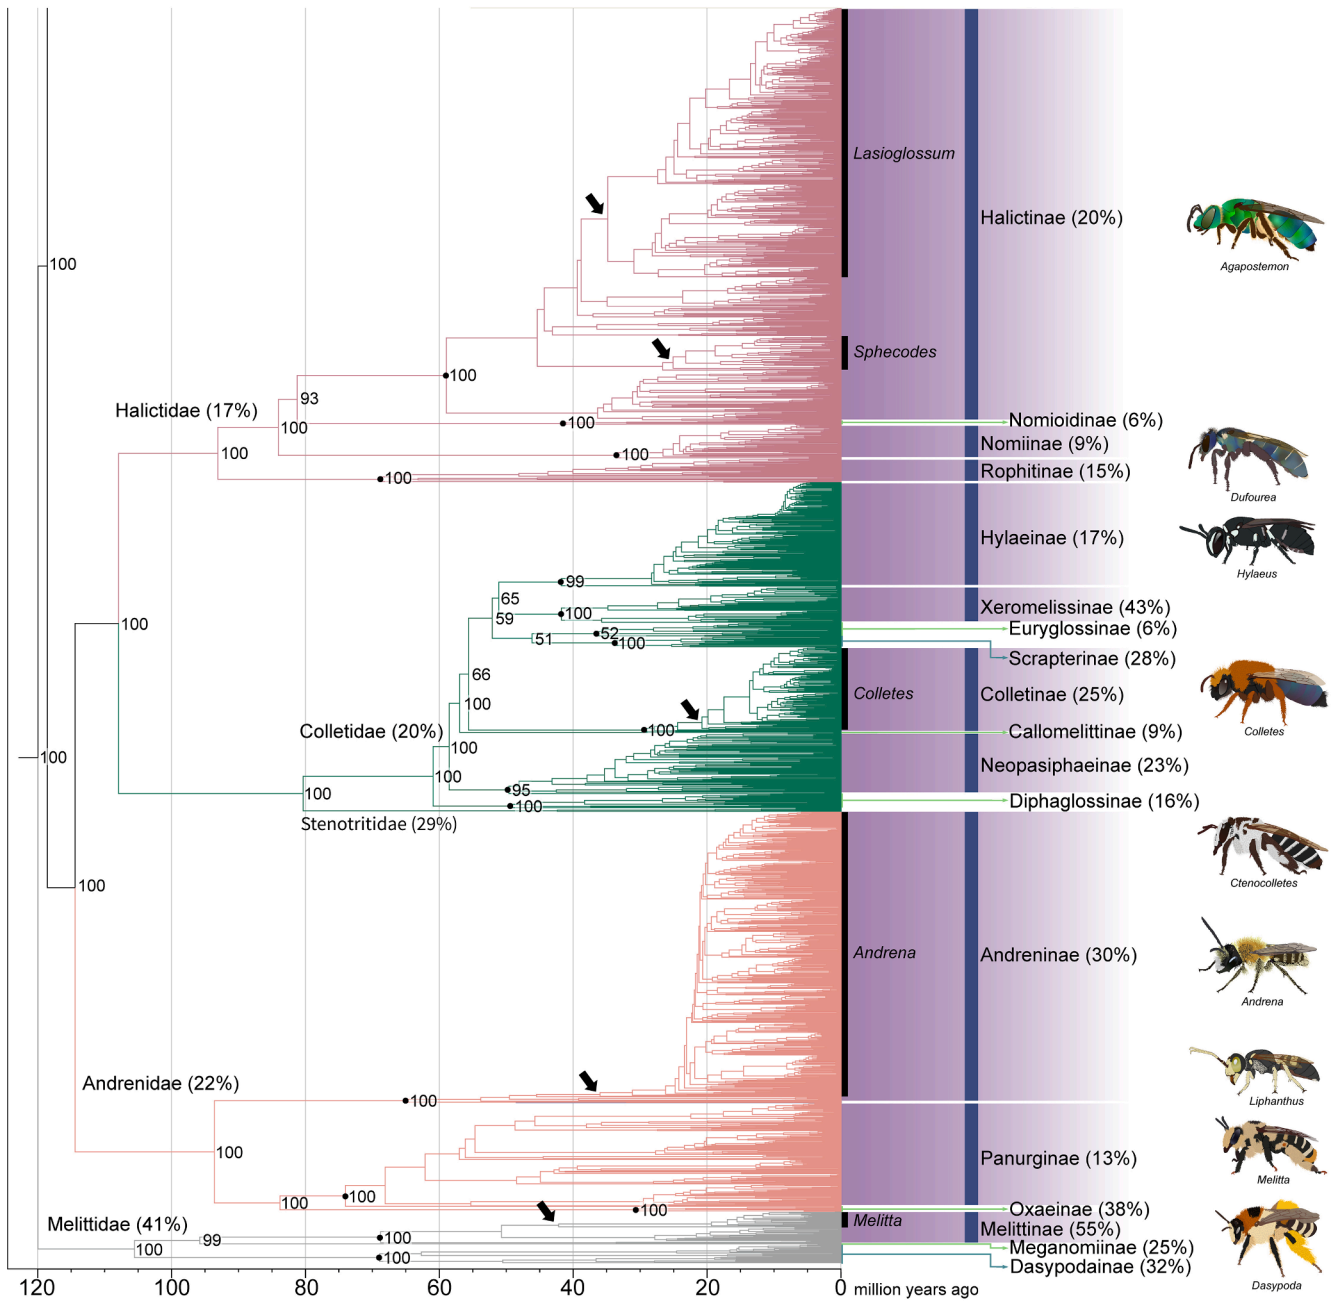 Lasioglossum
Halictinae (20%)
Agapostemon
100
Sphecodes
100
93
Halictidae (17%)
Nomioidinae (6%)
100
100
Nomiinae (9%)
100
100
Rophitinae (15%)
100
Dufourea
Hylaeinae (17%)
Hylaeus
99
65
Xeromelissinae (43%)
100
59
100
Euryglossinae (6%)
52
51
100
Scrapterinae (28%)
66
Colletes
Colletinae (25%)
100
Colletes
Colletidae (20%)
100
Callomelittinae (9%)
100
100
Neopasiphaeinae (23%)
100
95
100
Diphaglossinae (16%)
100
Stenotritidae (29%)
Ctenocolletes
100
Andrena
Andreninae (30%)
Andrena
Andrenidae (22%)
100
Liphanthus
100
Panurginae (13%)
Melitta
100
100
Oxaeinae (38%)
100
Melittidae (41%)
Melitta
Melittinae (55%)
99
100
100
Meganomiinae (25%)
100
Dasypodainae (32%)
Dasypoda
120 100 80 60 40 20 0 million years ago